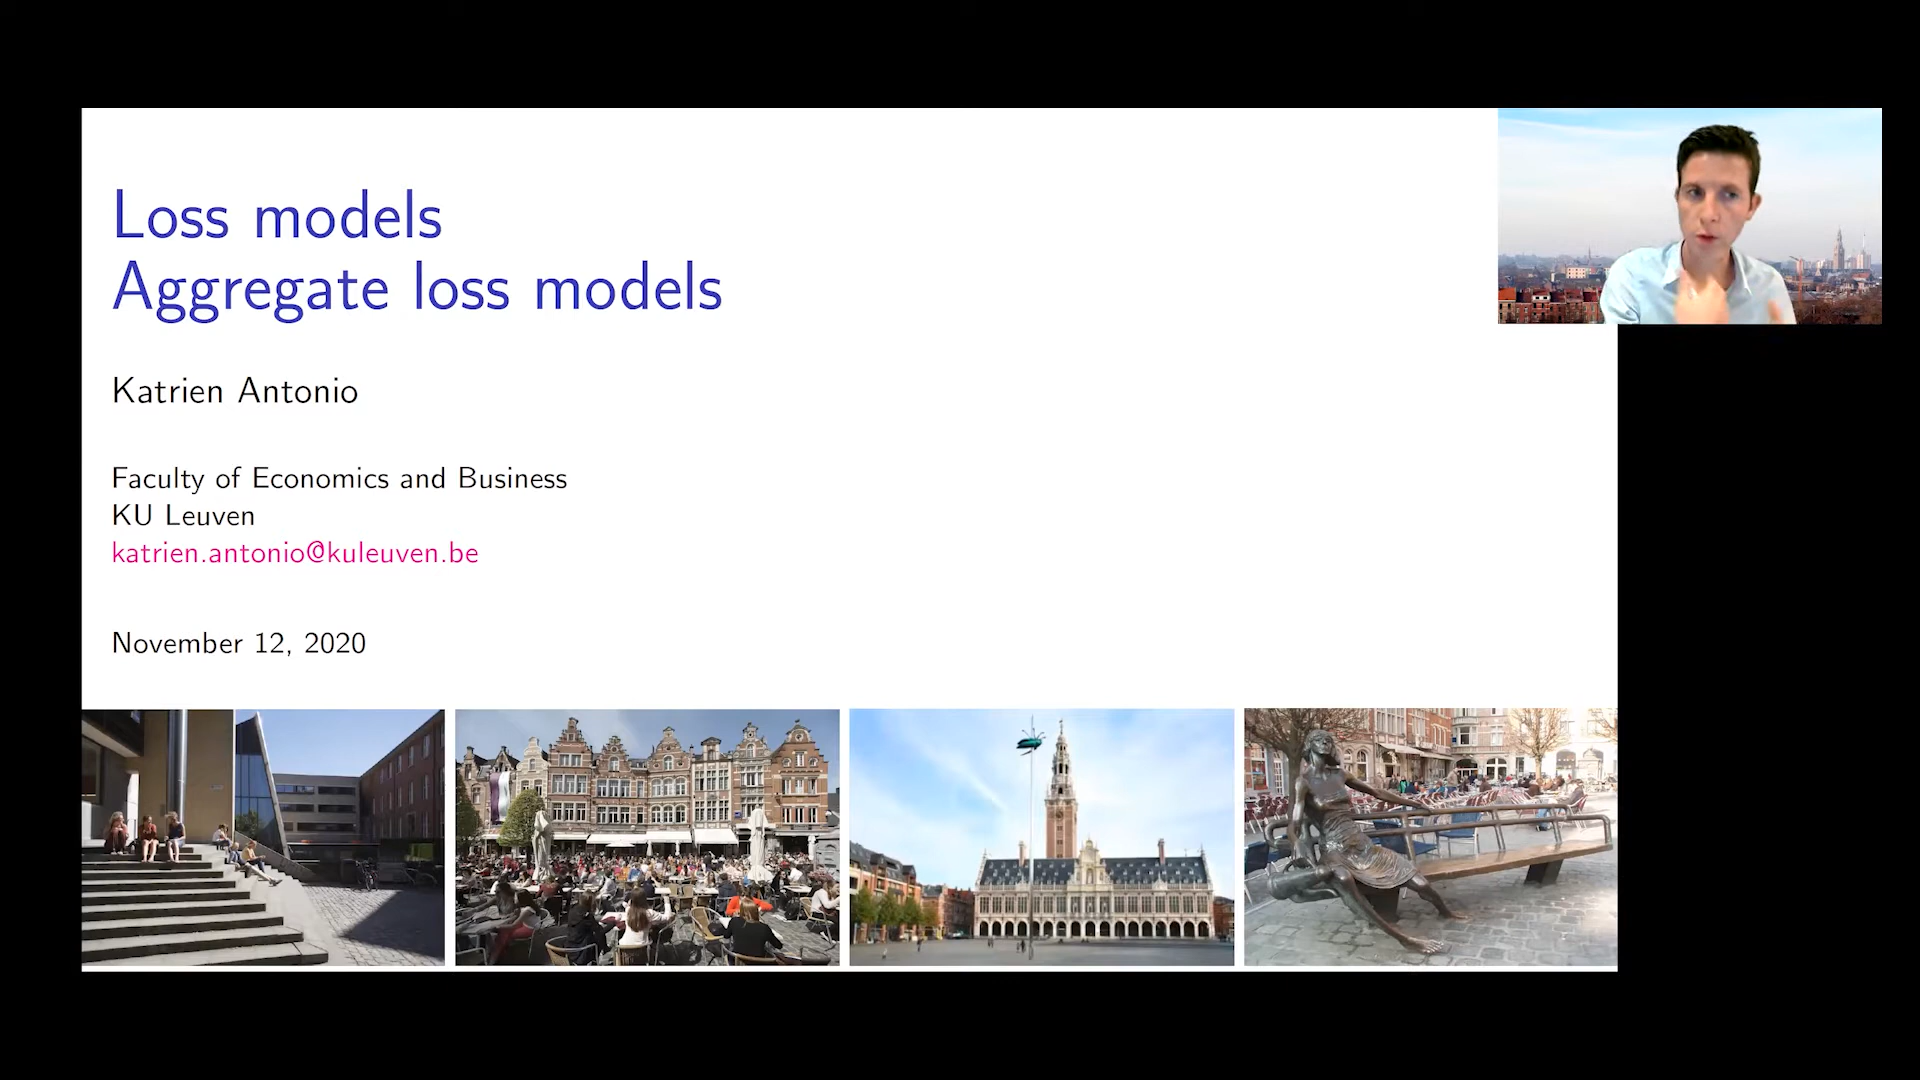 Loss models
Aggregate loss models
Katrien Antonio
Faculty of Economics and Business
KU Leuven
katrien.antonio@kuleuven.be
November 12, 2020